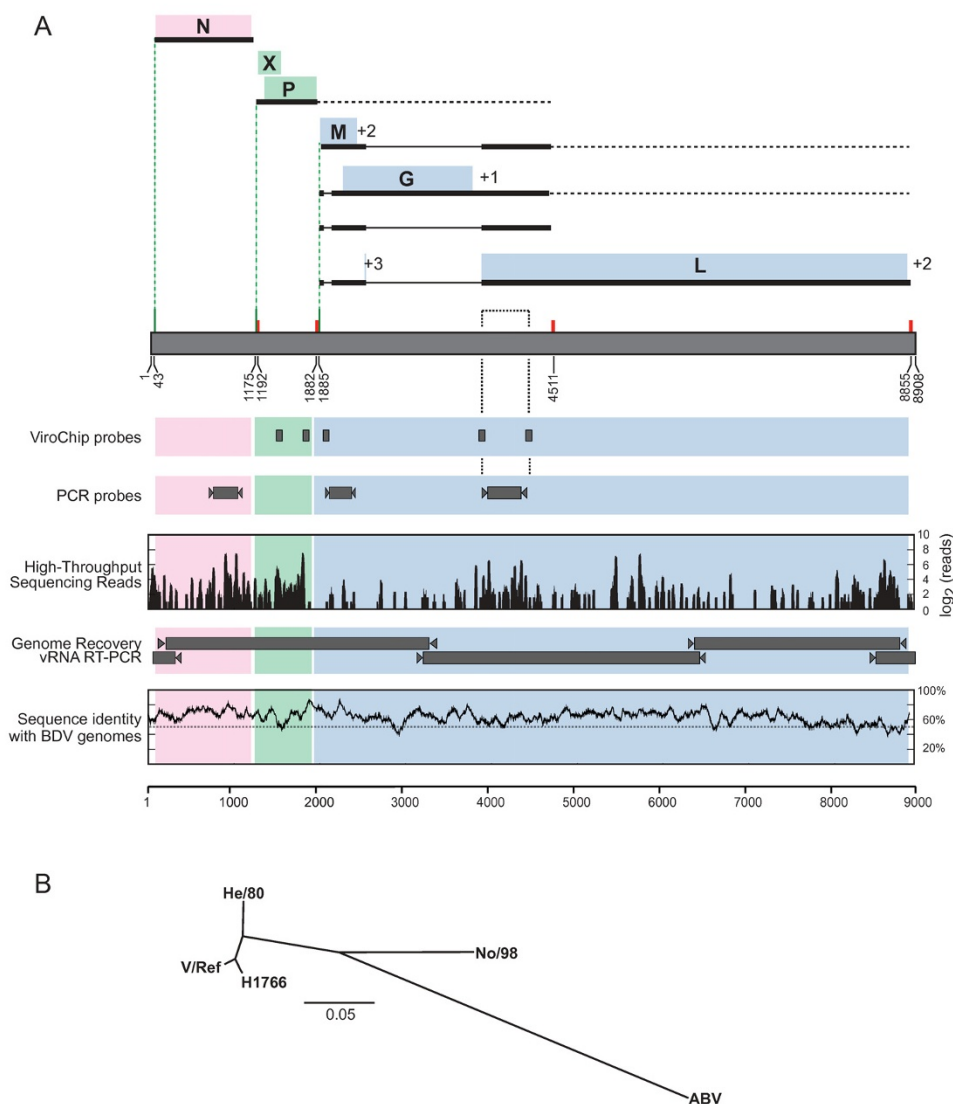 A
N
X
P
M +2
G +1
+3 L +2
1 43 1175 1192 1882 1885 4511 8855 8908
ViroChip probes
PCR probes
High-Throughput
Sequencing Reads
10
8
6
4
2
0
log2 (reads)
Genome Recovery
vRNA RT-PCR
Sequence identity
with BDV genomes
100%
60%
20%
1 1000 2000 3000 4000 5000 6000 7000 8000 9000
B
He/80
V/Ref
H1766
No/98
0.05
ABV